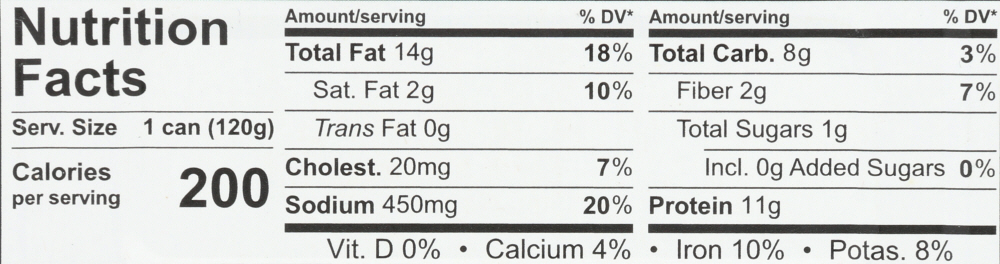 Nutrition
Facts
Serv. Size 1 can (120g)
Calories
per serving 200
Amount/serving % DV*
Total Fat 14g 18%
Sat. Fat 2g 10%
Trans Fat 0g
Cholest. 20mg 7%
Sodium 450mg 20%
Amount/serving % DV*
Total Carb. 8g 3%
Fiber 2g 7%
Total Sugars 1g
Incl. 0g Added Sugars 0%
Protein 11g
Vit. D 0% • Calcium 4% • Iron 10% • Potas. 8%